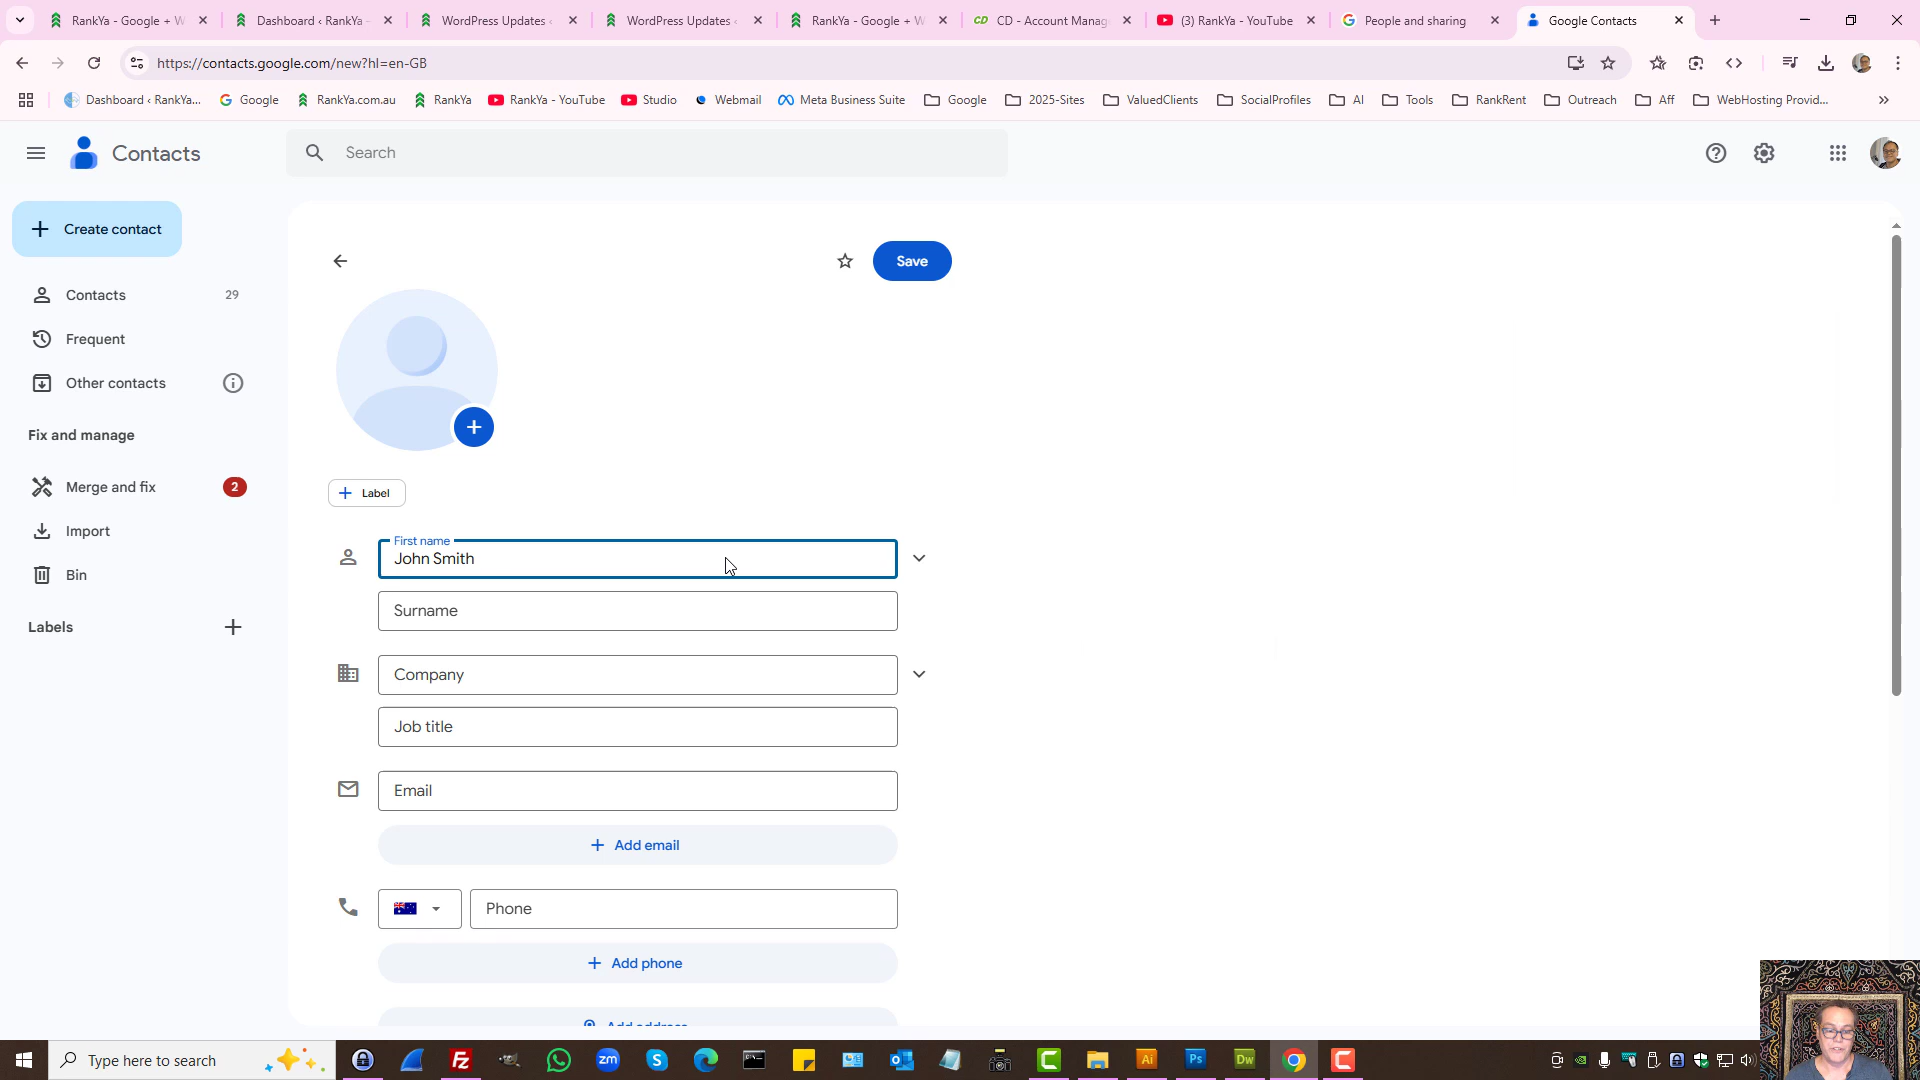 RankYa - Google + W
Dashboard ‹ RankYa -
WordPress Updates ‹
WordPress Updates ‹
RankYa - Google + W
CD - Account Manag
(3) RankYa - YouTube
People and sharing
Google Contacts
https://contacts.google.com/new?hl=en-GB
Dashboard ‹ RankYa...
Google
RankYa.com.au
RankYa
RankYa - YouTube
Studio
Webmail
Meta Business Suite
Google
2025-Sites
ValuedClients
SocialProfiles
AI
Tools
RankRent
Outreach
Aff
WebHosting Provid...
Contacts
Search
Create contact
Save
Contacts 29
Frequent
Other contacts
Fix and manage
Merge and fix 2
Import
Bin
Labels
Label
First name
John Smith
Surname
Company
Job title
Email
Add email
Phone
Add phone
Type here to search